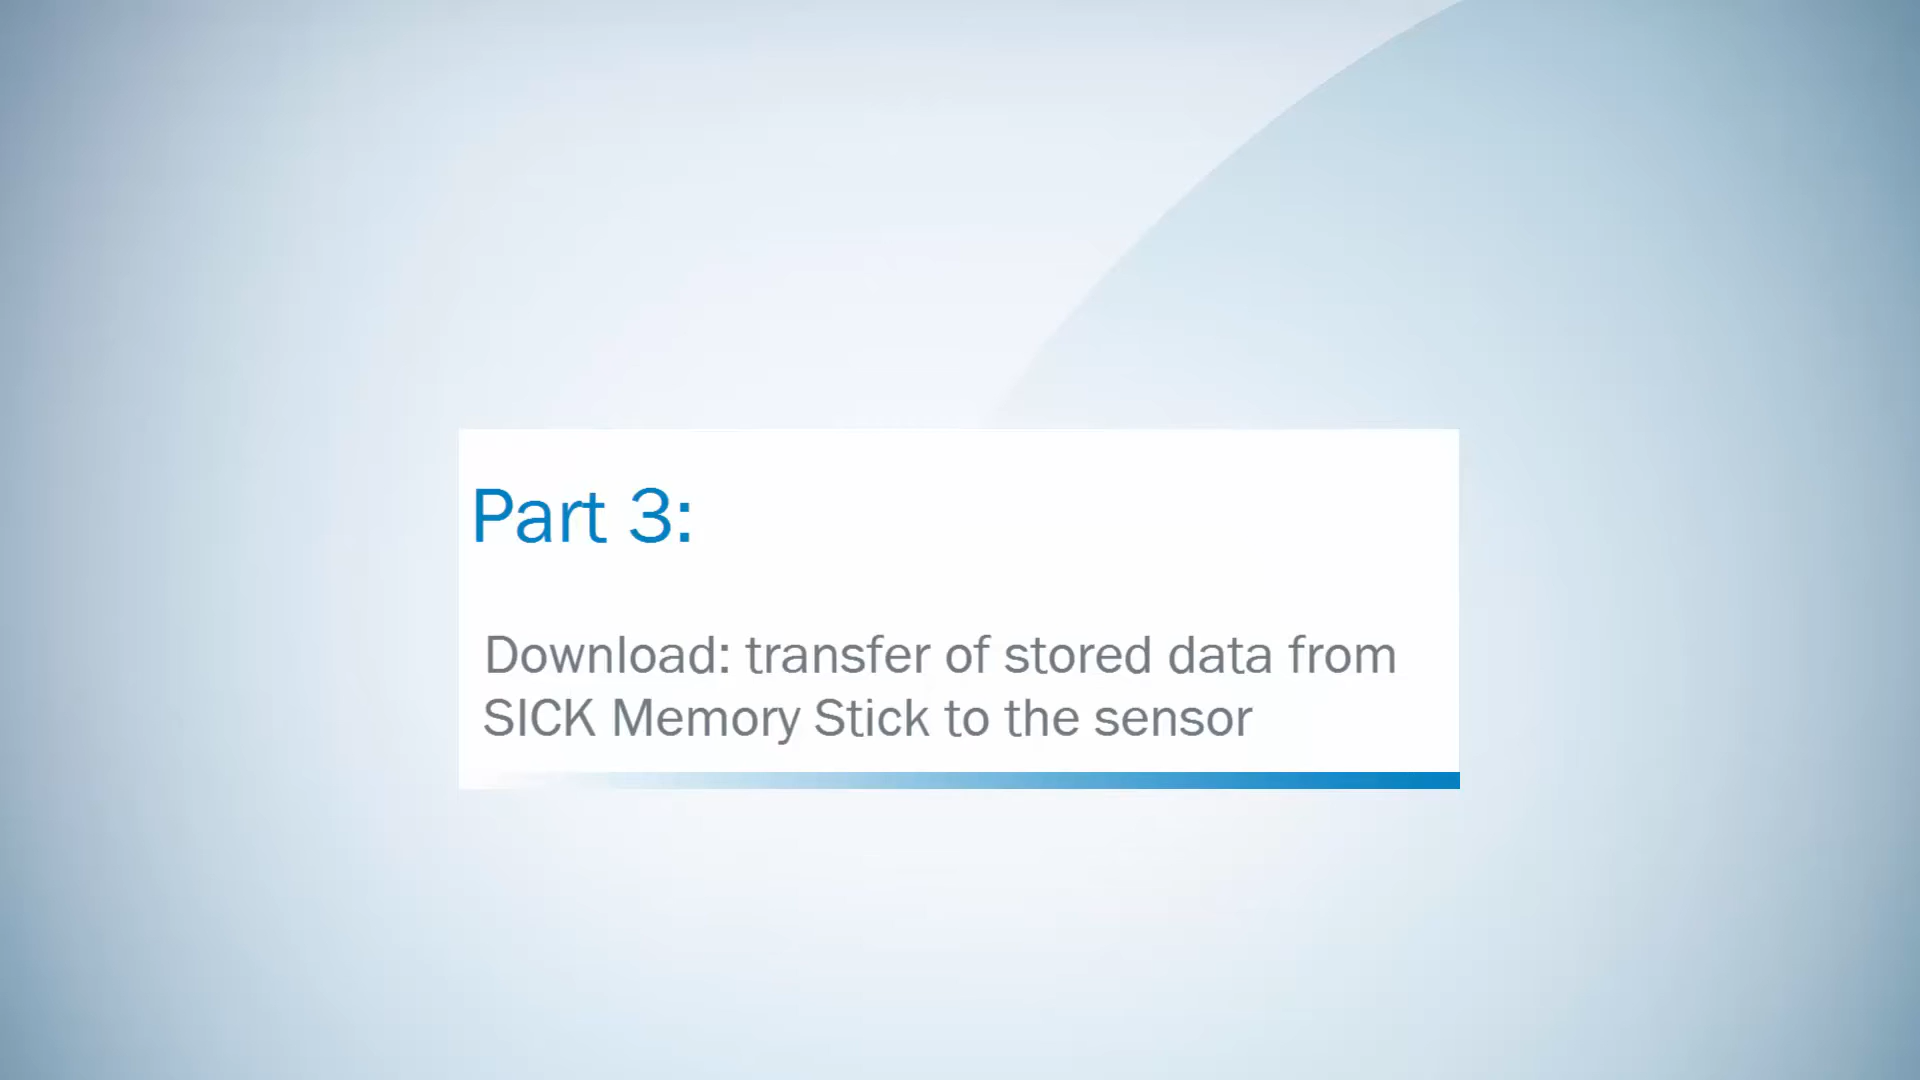 Part 3:
Download: transfer of stored data from
SICK Memory Stick to the sensor